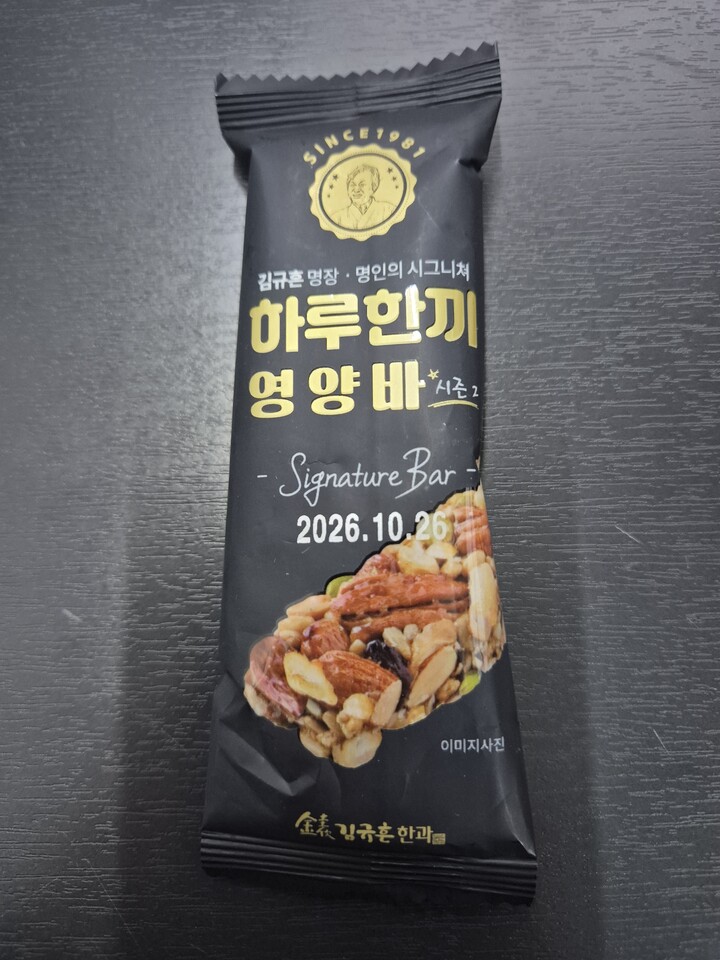 SINCE1981
김규흔 명장 · 명인의 시그니쳐
하루한끼
영양바 시즌 2
- Signature Bar -
2026.10.26
이미지사진
김규흔한과